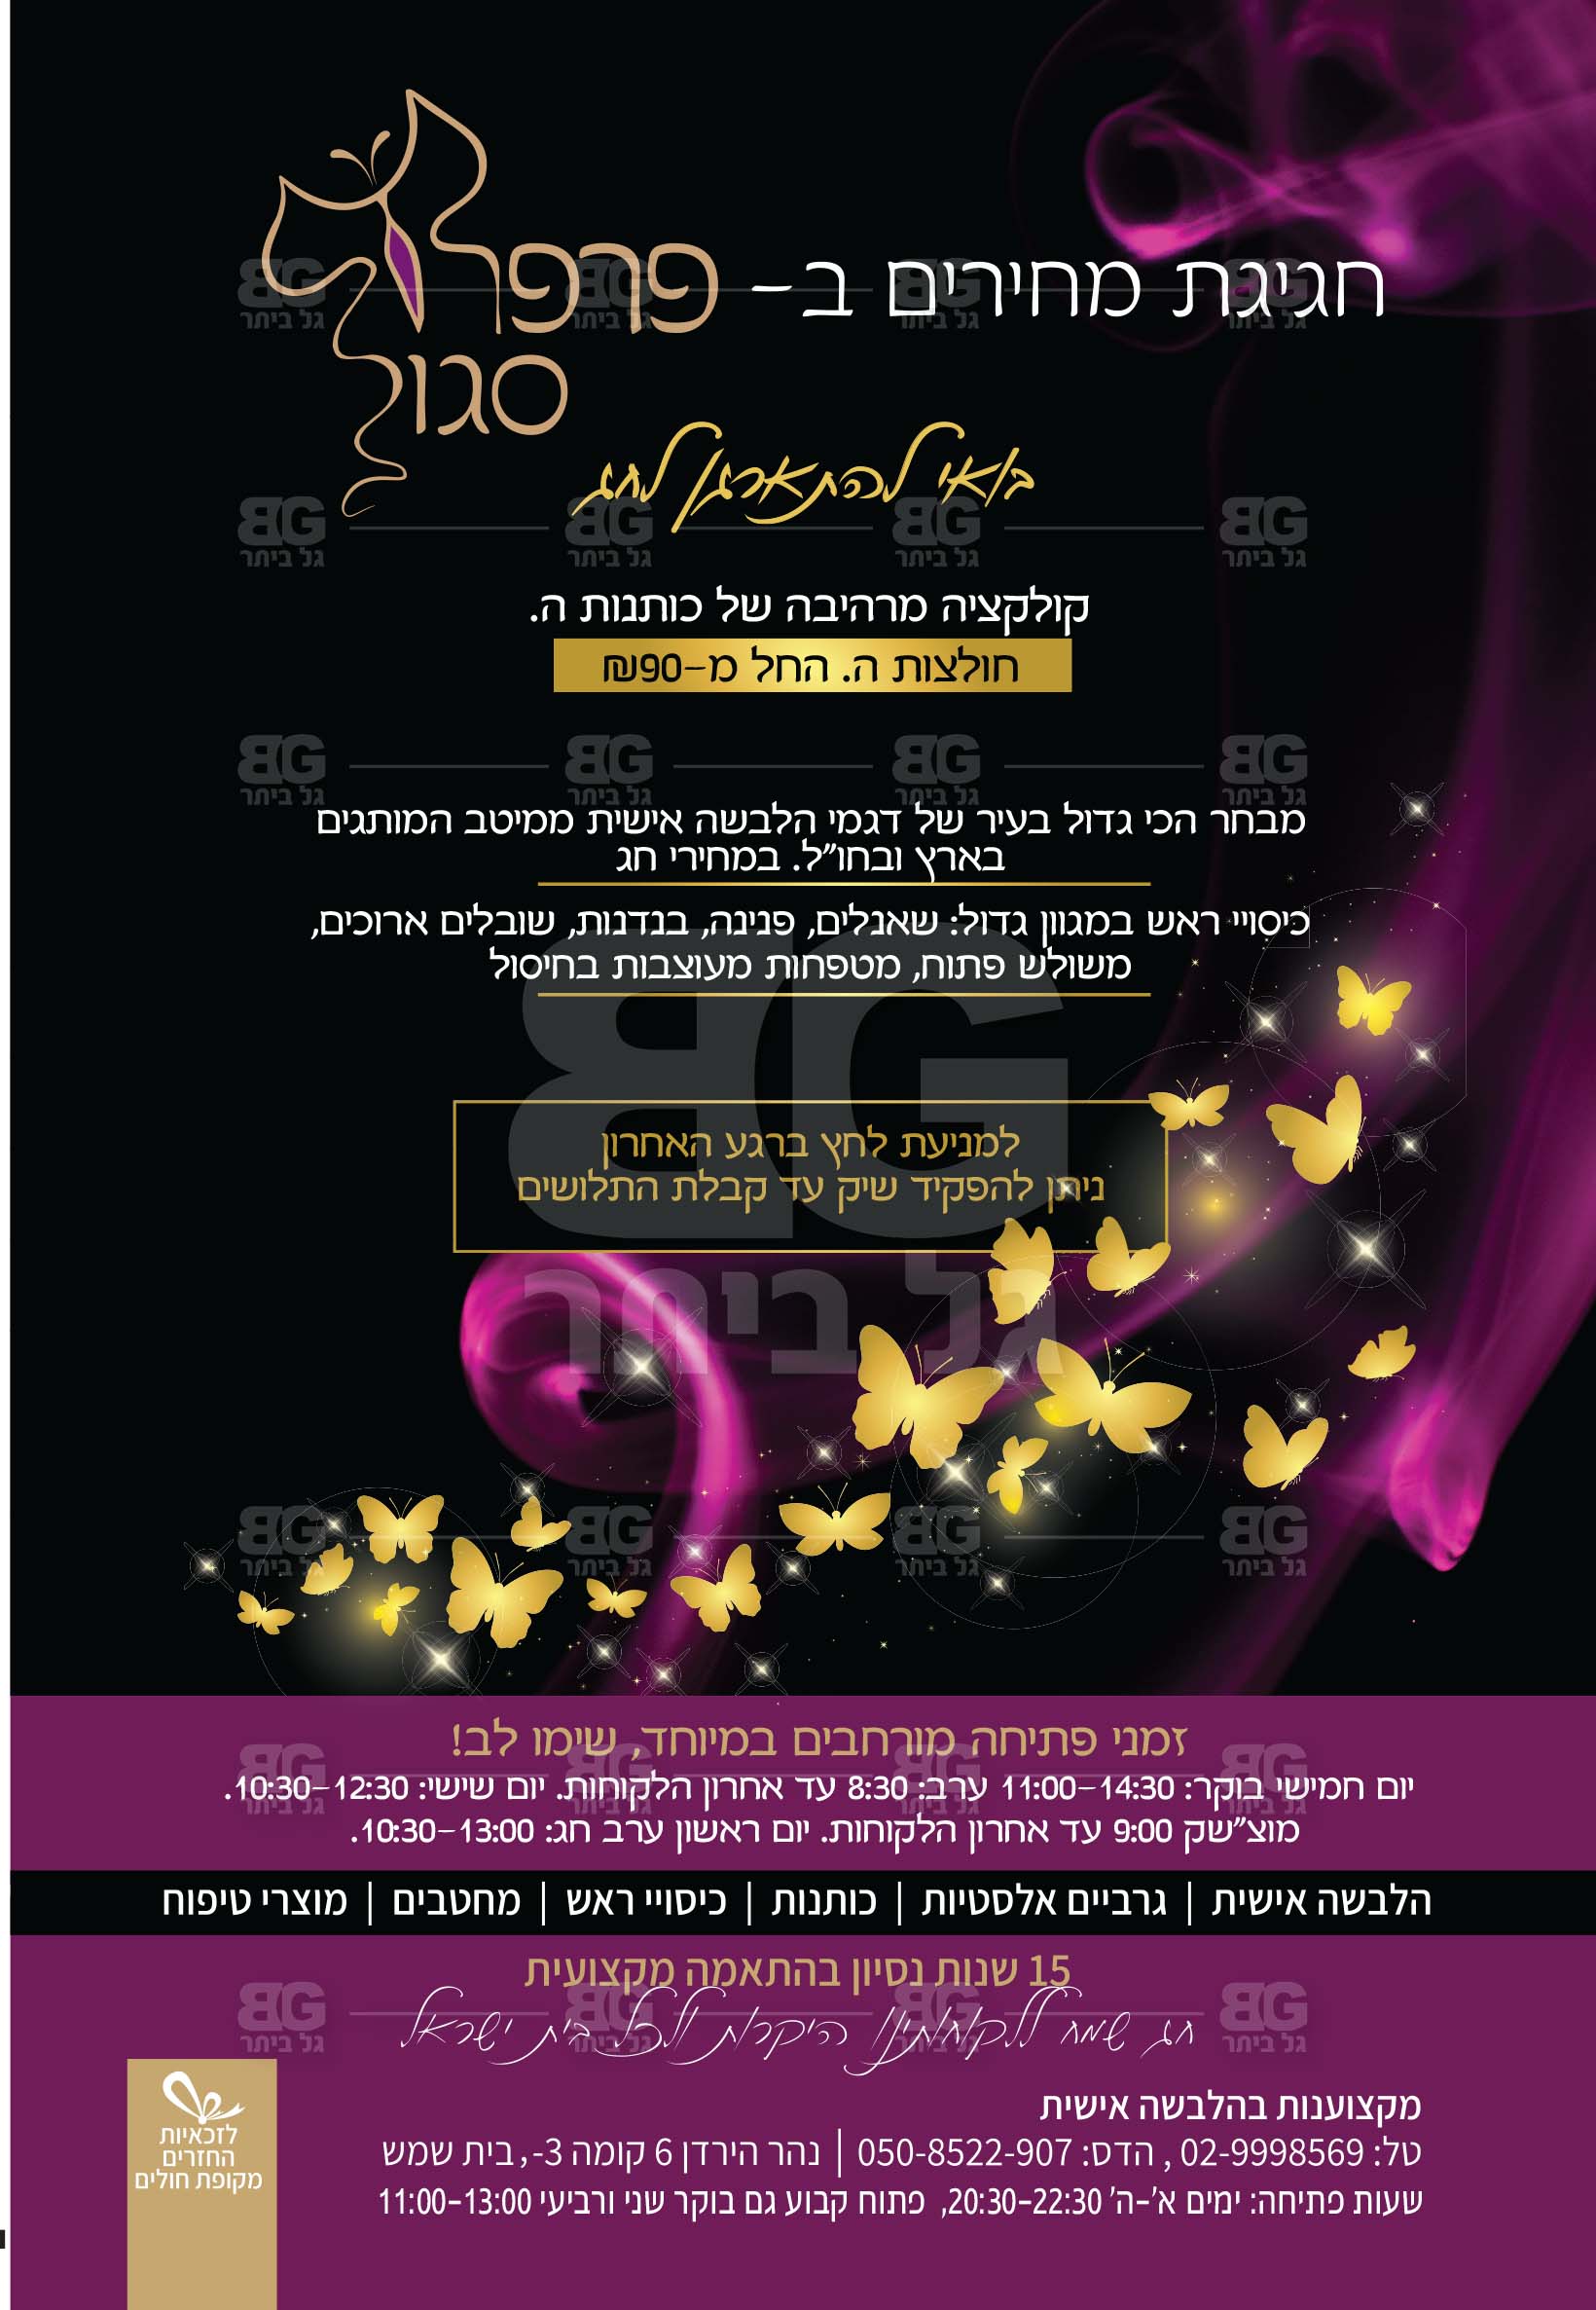 חגיגת מחירים ב- פרפר
סגול
בואי להתארגן לחג
קולקציה מרהיבה של כותנות ה.
חולצות ה. החל מ-90₪
מבחר הכי גדול בעיר של דגמי הלבשה אישית ממיטב המותגים
בארץ ובחו"ל. במחירי חג
כיסויי ראש במגוון גדול: שאנלים, פנינה, בנדנות, שובלים ארוכים,
משולש פתוח, מטפחות מעוצבות בחיסול
למניעת לחץ ברגע האחרון
ניתן להפקיד שיק עד קבלת התלושים
BG
גל ביתר
זמני פתיחה מורחבים במיוחד, שימו לב!
יום חמישי בוקר: 11:00-14:30 ערב: 8:30 עד אחרון הלקוחות. יום שישי: 10:30-12:30.
מוצ"שק 9:00 עד אחרון הלקוחות. יום ראשון ערב חג: 10:30-13:00.
הלבשה אישית | גרביים אלסטיות | כותנות | כיסויי ראש | מחטבים | מוצרי טיפוח
15 שנות נסיון בהתאמה מקצועית
חג שמח ללקוחותינו היקרות ולכל בית ישראל
מקצוענות בהלבשה אישית
טל: 02-9998569 , הדס: 050-8522-907 | נהר הירדן 6 קומה 3-, בית שמש
שעות פתיחה: ימים א'-ה' 20:30-22:30, פתוח קבוע גם בוקר שני ורביעי 11:00-13:00
לזכאיות
החזרים
מקופת חולים